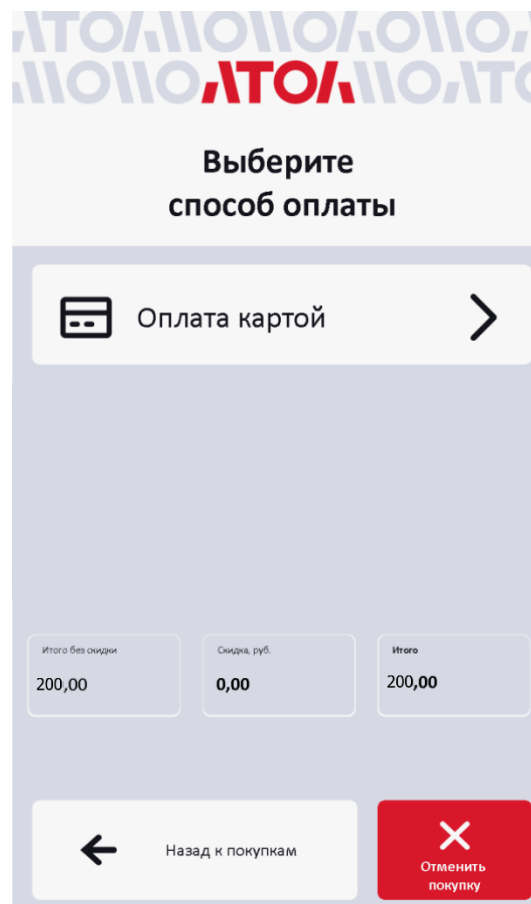 АТОЛ
Выберите
способ оплаты
Оплата картой
Итого без скидки
Скидка, руб.
Итого
200,00
0,00
200,00
Назад к покупкам
Отменить
покупку